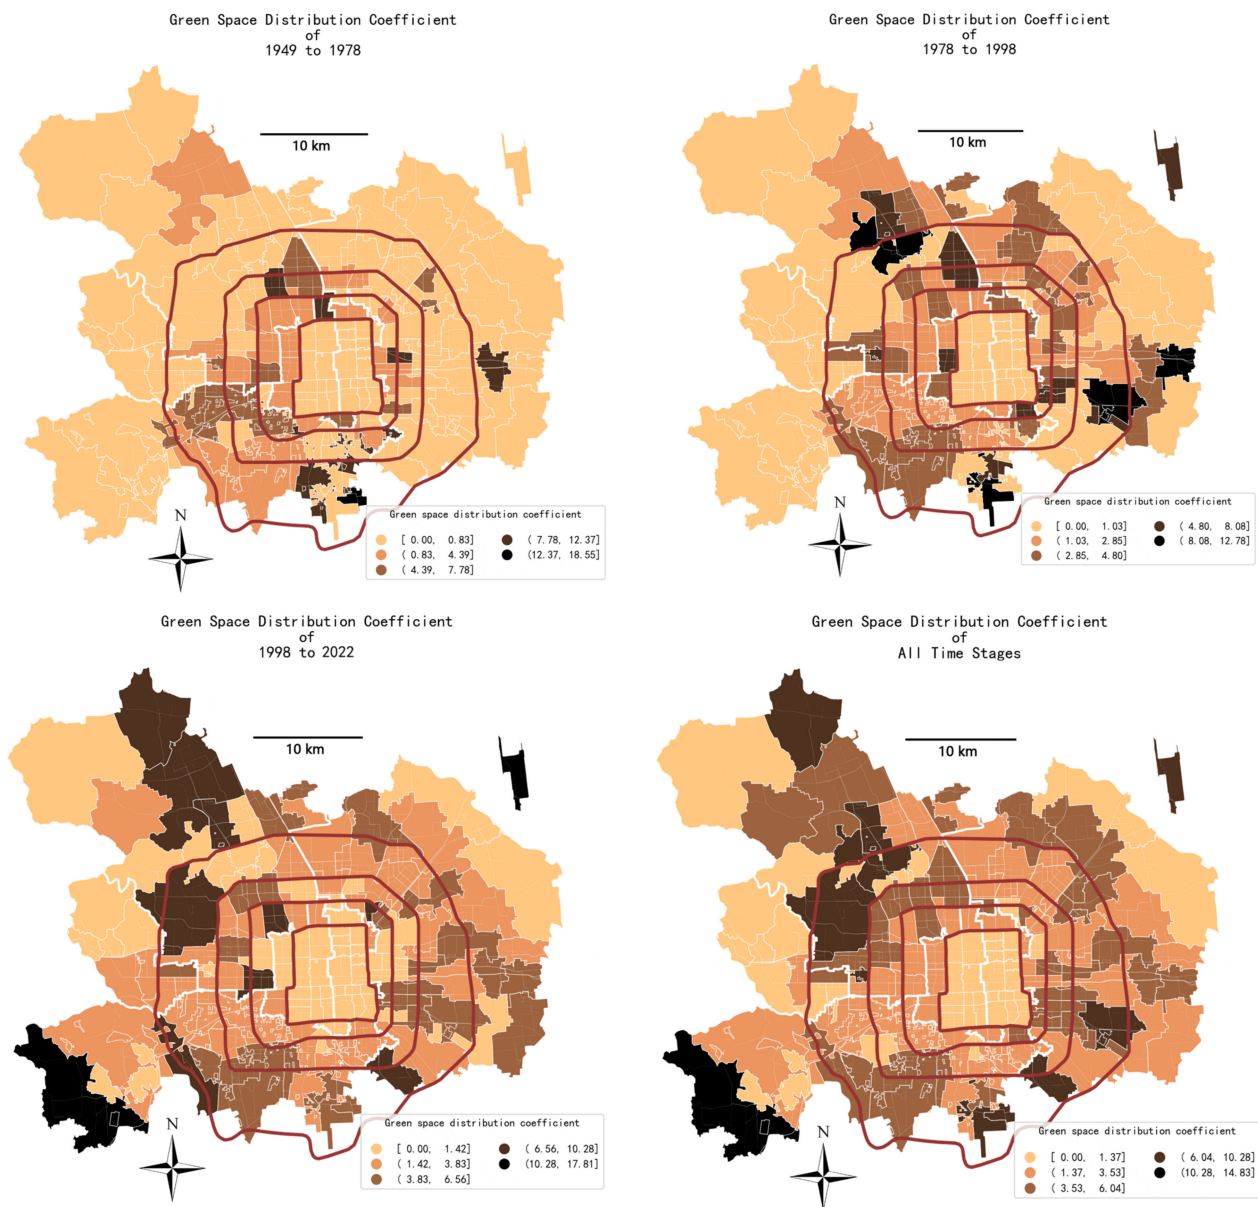 Green Space Distribution Coefficient
of
1949 to 1978
10 km
N
Green space distribution coefficient
[ 0.00, 0.83]
( 0.83, 4.39]
( 4.39, 7.78]
( 7.78, 12.37]
(12.37, 18.55]
Green Space Distribution Coefficient
of
1978 to 1998
10 km
N
Green space distribution coefficient
[ 0.00, 1.03]
( 1.03, 2.85]
( 2.85, 4.80]
( 4.80, 8.08]
( 8.08, 12.78]
Green Space Distribution Coefficient
of
1998 to 2022
10 km
N
Green space distribution coefficient
[ 0.00, 1.42]
( 1.42, 3.83]
( 3.83, 6.56]
( 6.56, 10.28]
(10.28, 17.81]
Green Space Distribution Coefficient
of
All Time Stages
10 km
N
Green space distribution coefficient
[ 0.00, 1.37]
( 1.37, 3.53]
( 3.53, 6.04]
( 6.04, 10.28]
(10.28, 14.83]